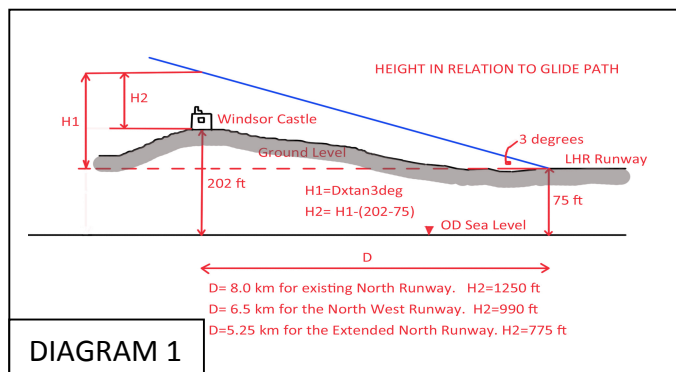 HEIGHT IN RELATION TO GLIDE PATH
H1
H2
Windsor Castle
3 degrees
Ground Level
LHR Runway
202 ft
H1=Dxtan3deg
H2= H1-(202-75)
75 ft
OD Sea Level
D
D= 8.0 km for existing North Runway. H2=1250 ft
D= 6.5 km for the North West Runway. H2=990 ft
D=5.25 km for the Extended North Runway. H2=775 ft
DIAGRAM 1